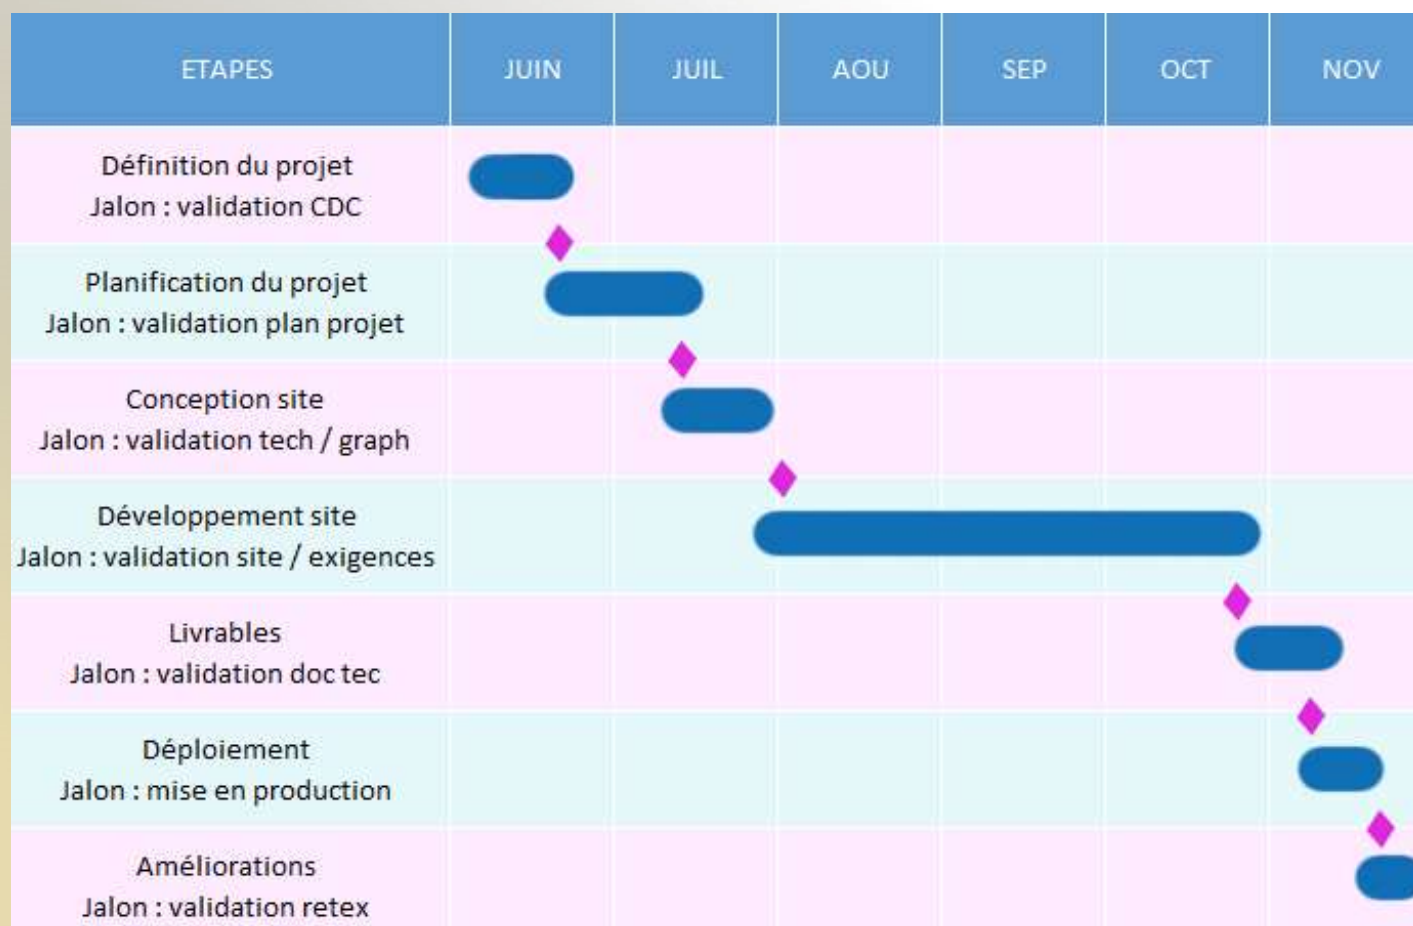 ETAPES JUIN JUIL AOU SEP OCT NOV
Définition du projet
Jalon : validation CDC
Planification du projet
Jalon : validation plan projet
Conception site
Jalon : validation tech / graph
Développement site
Jalon : validation site / exigences
Livrables
Jalon : validation doc tec
Déploiement
Jalon : mise en production
Améliorations
Jalon : validation retex